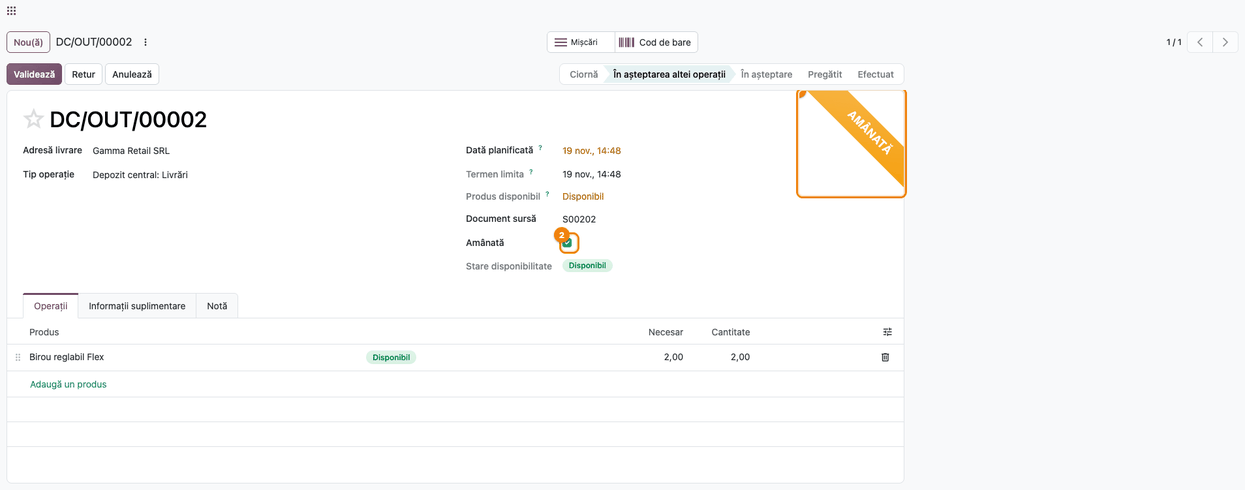 Nou(ă) DC/OUT/00002 Mișcări Cod de bare 1 / 1
Validează Retur Anulează Ciornă În așteptarea altei operații În așteptare Pregătit Efectuat
AMÂNATĂ
DC/OUT/00002
Adresă livrare Gamma Retail SRL Dată planificată ? 19 nov., 14:48
Tip operație Depozit central: Livrări Termen limita ? 19 nov., 14:48
Produs disponibil ? Disponibil
Document sursă S00202
2
Amânată
Stare disponibilitate Disponibil
Operații Informații suplimentare Notă
Produs Necesar Cantitate
Birou reglabil Flex Disponibil 2,00 2,00
Adaugă un produs